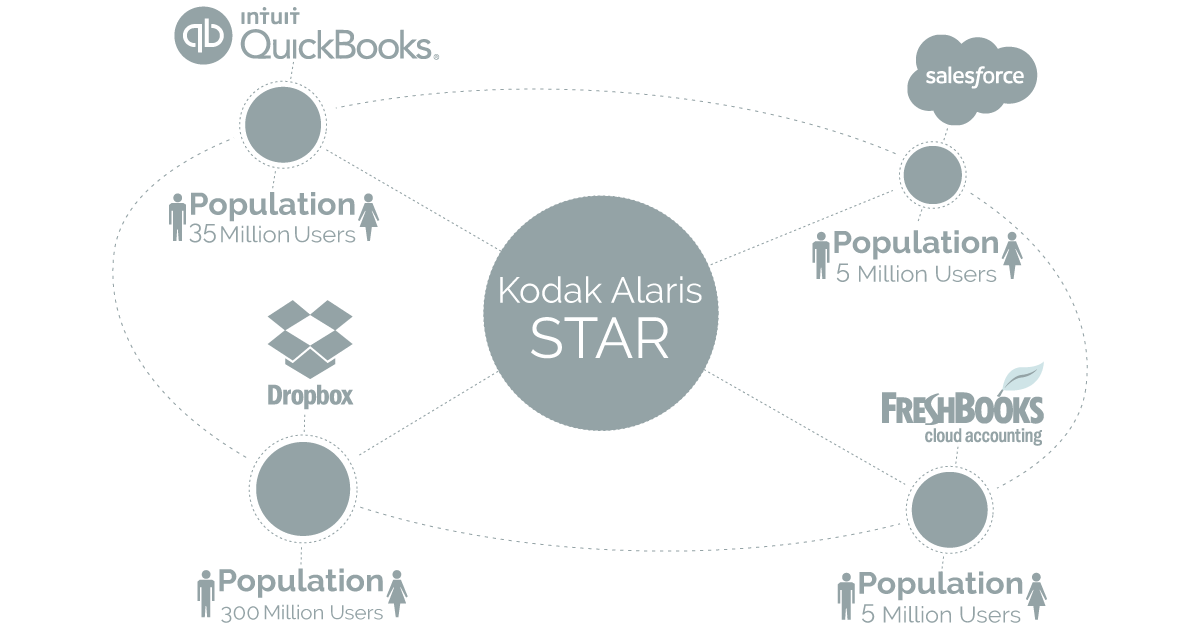 ıntuıt
QuickBooks®
salesforce
Population
35 Million Users
Population
5 Million Users
Kodak Alaris
STAR
Dropbox
FRESHBOOKS
cloud accounting
Population
300 Million Users
Population
5 Million Users